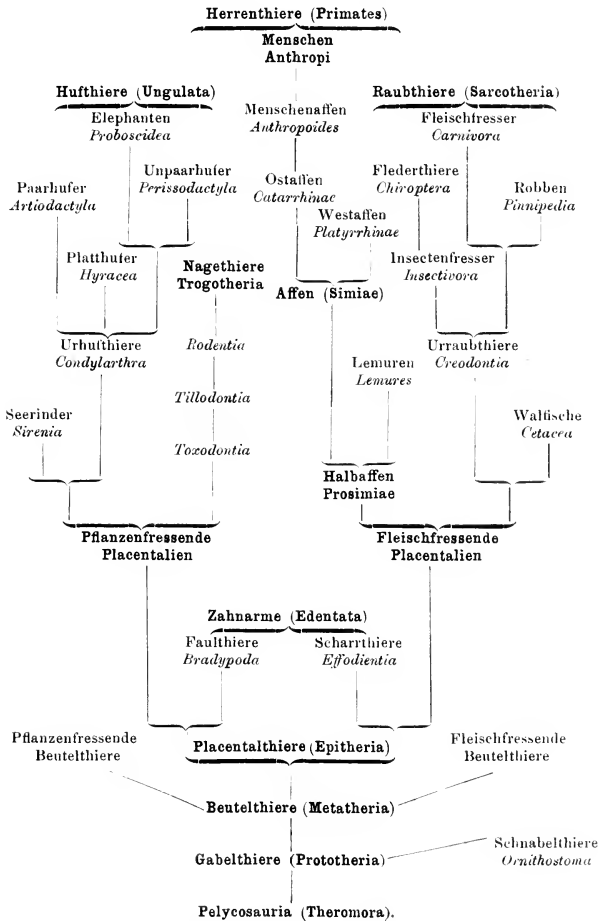 Herrenthiere (Primates)
Menschen
Anthropi
Hufthiere (Ungulata)
Elephanten
Proboscidea
Menschenaffen
Anthropoides
Raubthiere (Sarcotheria)
Fleischfresser
Carnivora
Paarhufer
Artiodactyla
Unpaarhufer
Perissodactyla
Ostaffen
Catarrhinae
Flederthiere
Chiroptera
Robben
Pinnipedia
Westaffen
Platyrrhinae
Platthufer
Hyracea
Nagethiere
Trogotheria
Affen (Simiae)
Insectenfresser
Insectivora
Urhufthiere
Condylarthra
Rodentia
Lemuren
Lemures
Urraubthiere
Creodontia
Tillodontia
Seerinder
Sirenia
Toxodontia
Walfische
Cetacea
Halbaffen
Prosimiae
Pflanzenfressende
Placentalien
Fleischfressende
Placentalien
Zahnarme (Edentata)
Faulthiere
Bradypoda
Scharrthiere
Effodientia
Pflanzenfressende
Beutelthiere
Placentalthiere (Epitheria)
Fleischfressende
Beutelthiere
Beutelthiere (Metatheria)
Gabelthiere (Prototheria)
Schnabelthiere
Ornithostoma
Pelycosauria (Theromora).